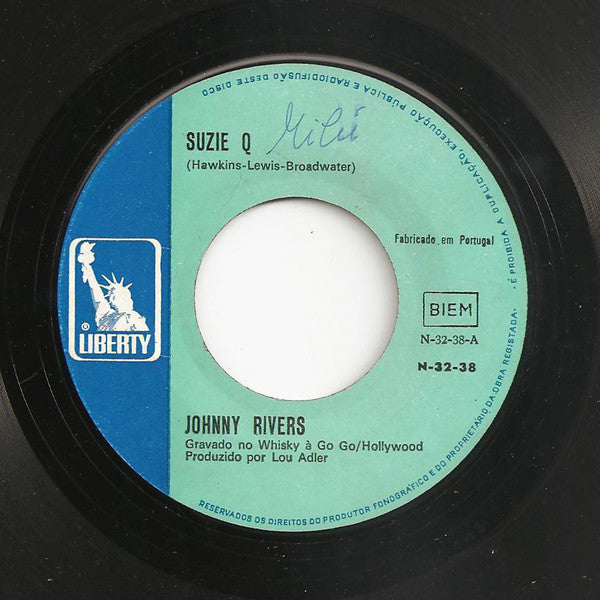 SUZIE Q Milú
(Hawkins-Lewis-Broadwater)
Fabricado em Portugal
BIEM
N-32-38-A
N-32-38
® LIBERTY
JOHNNY RIVERS
Gravado no Whisky à Go Go/Hollywood
Produzido por Lou Adler
RESERVADOS OS DIREITOS DO PRODUTOR FONOGRÁFICO E DO PROPRIETÁRIO DA OBRA REGISTADA. É PROIBIDA A DUPLICAÇÃO, EXECUÇÃO PÚBLICA E RADIODIFUSÃO DESTE DISCO